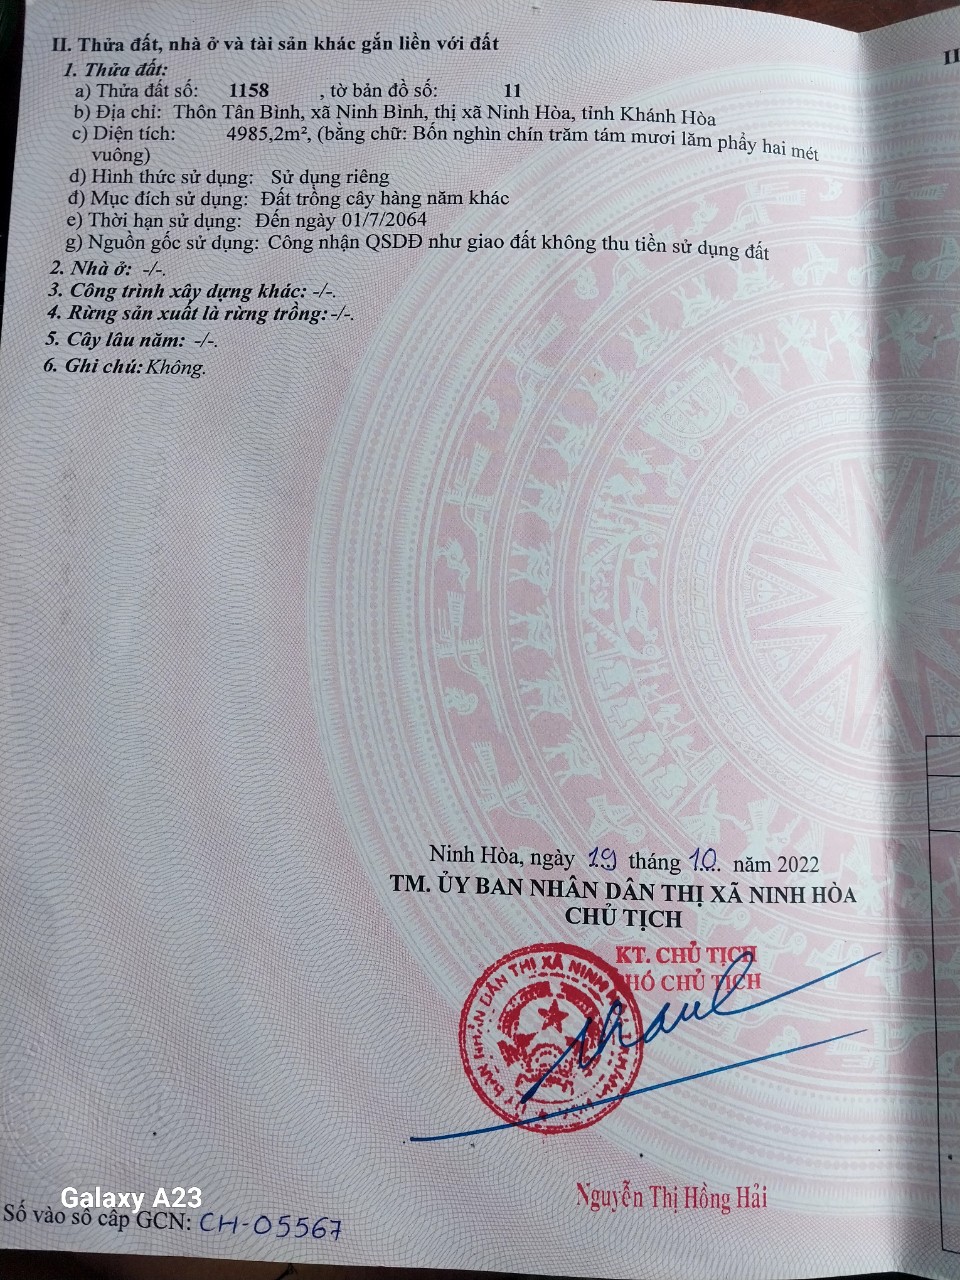 II. Thửa đất, nhà ở và tài sản khác gắn liền với đất
1. Thửa đất:
a) Thửa đất số: 1158 , tờ bản đồ số: 11
b) Địa chỉ: Thôn Tân Bình, xã Ninh Bình, thị xã Ninh Hòa, tỉnh Khánh Hòa
c) Diện tích: 4985,2m², (bằng chữ: Bốn nghìn chín trăm tám mươi lăm phẩy hai mét
vuông)
d) Hình thức sử dụng: Sử dụng riêng
đ) Mục đích sử dụng: Đất trồng cây hàng năm khác
e) Thời hạn sử dụng: Đến ngày 01/7/2064
g) Nguồn gốc sử dụng: Công nhận QSDĐ như giao đất không thu tiền sử dụng đất
2. Nhà ở: -/-.
3. Công trình xây dựng khác: -/-.
4. Rừng sản xuất là rừng trồng: -/-.
5. Cây lâu năm: -/-.
6. Ghi chú: Không.
II
Ninh Hòa, ngày 19 tháng 10 năm 2022
TM. ỦY BAN NHÂN DÂN THỊ XÃ NINH HÒA
CHỦ TỊCH
KT. CHỦ TỊCH
PHÓ CHỦ TỊCH
BAN NHÂN DÂN THỊ XÃ NINH
Nguyễn Thị Hồng Hải
Galaxy A23
Số vào sổ cấp GCN: CH-05567